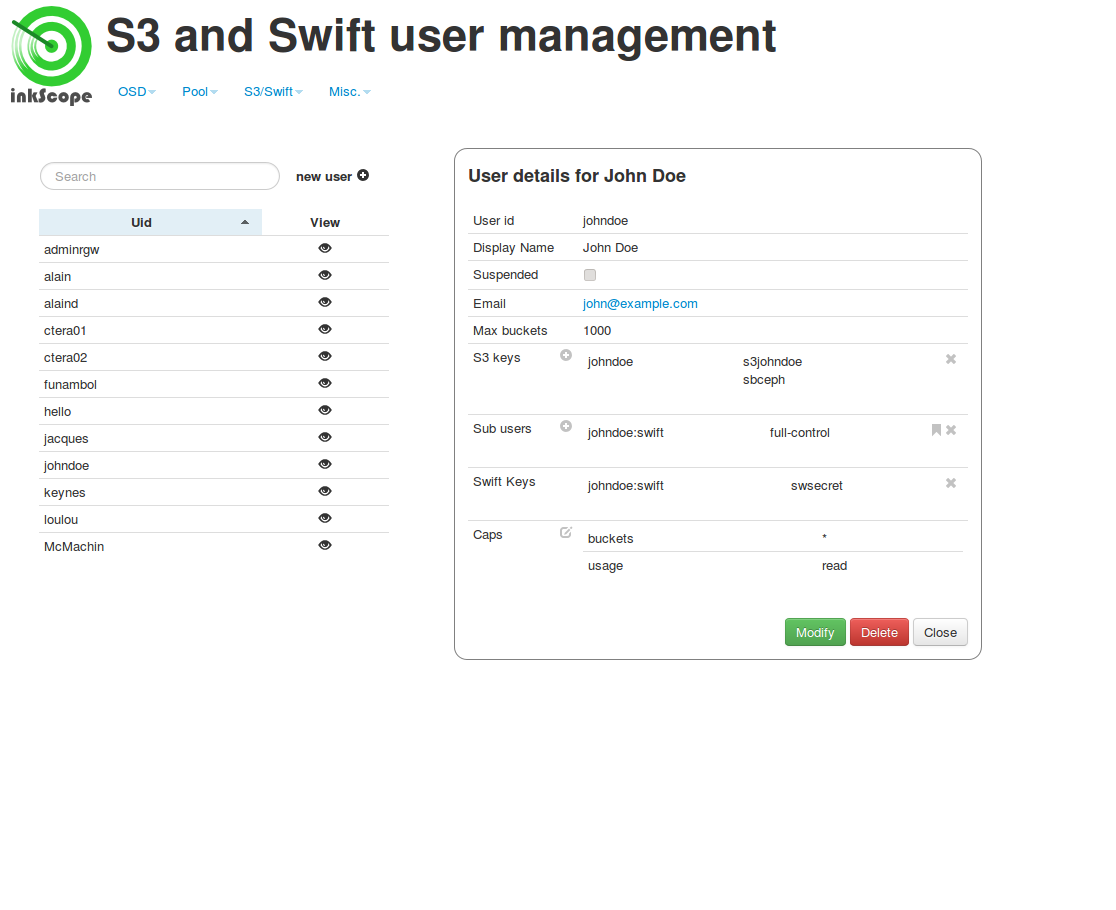 S3 and Swift user management
inkScope
OSD Pool S3/Swift Misc.
Search
new user
Uid View
adminrgw
alain
alaind
ctera01
ctera02
funambol
hello
jacques
johndoe
keynes
loulou
McMachin
User details for John Doe
User id johndoe
Display Name John Doe
Suspended
Email john@example.com
Max buckets 1000
S3 keys johndoe s3johndoe
sbceph
Sub users johndoe:swift full-control
Swift Keys johndoe:swift swsecret
Caps buckets *
usage read
Modify Delete Close